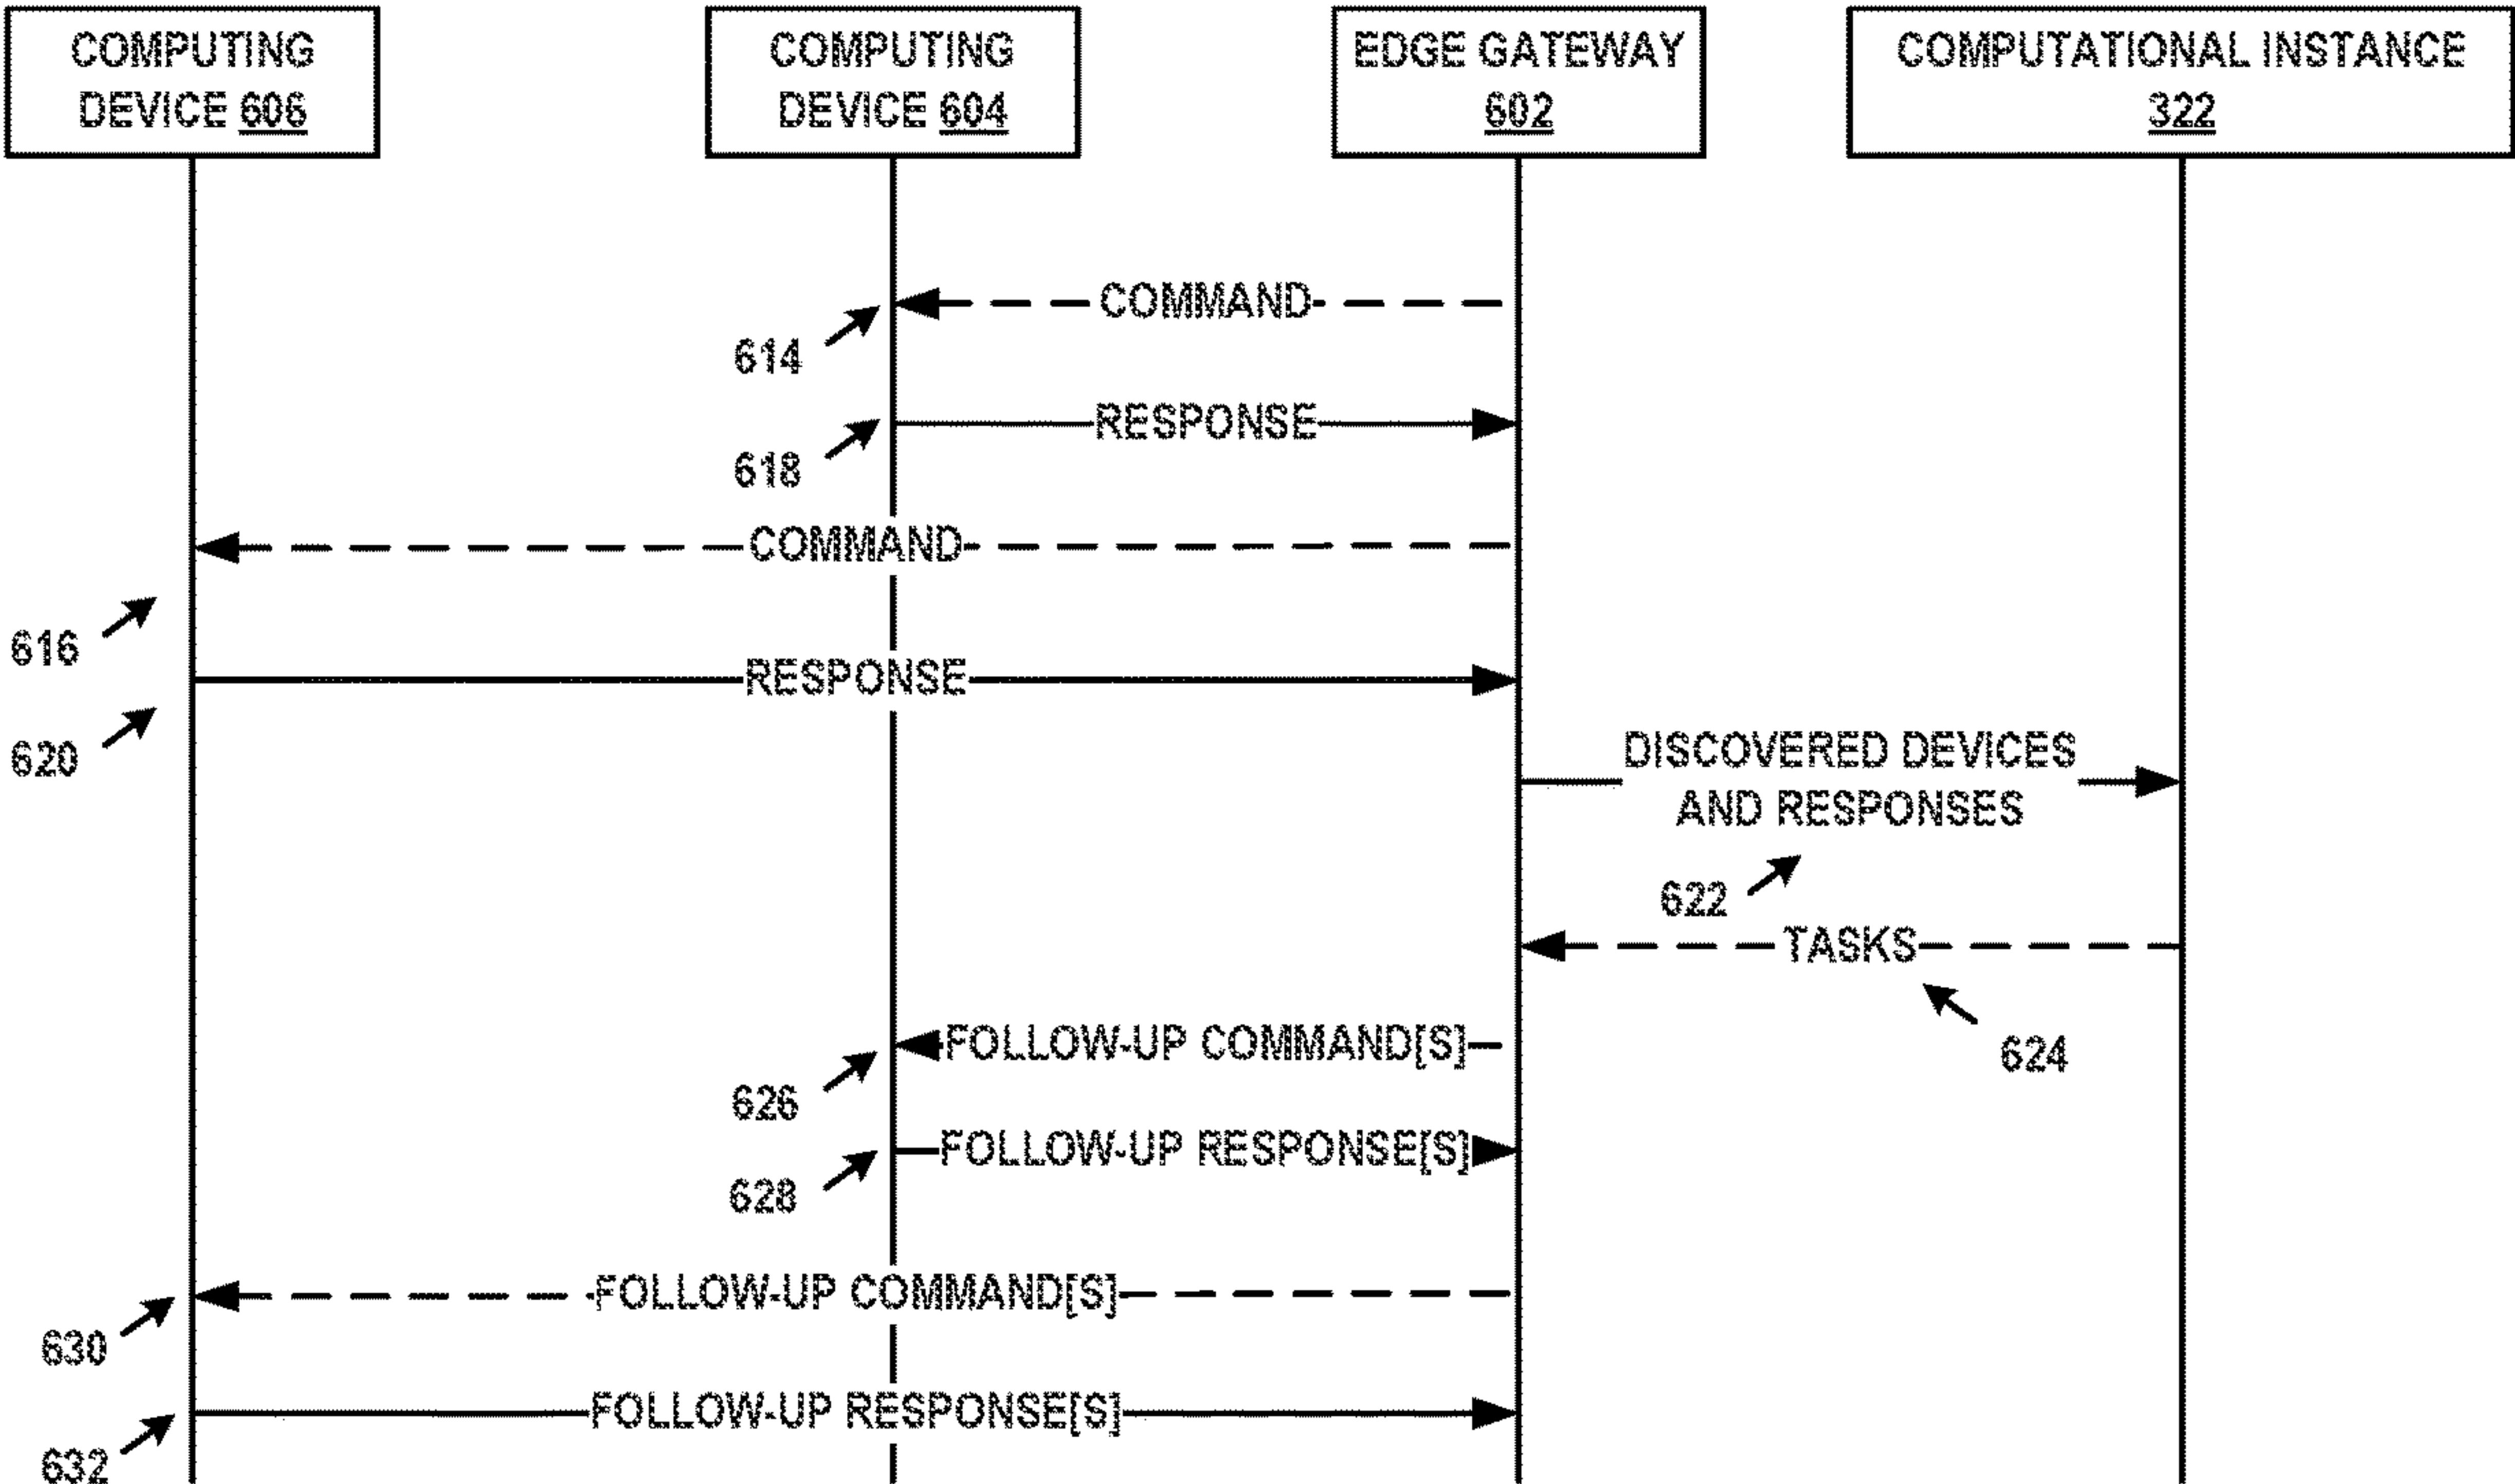 COMPUTING
DEVICE 606
COMPUTING
DEVICE 604
EDGE GATEWAY
602
COMPUTATIONAL INSTANCE
322
COMMAND
614
RESPONSE
618
COMMAND
616
RESPONSE
620
DISCOVERED DEVICES
AND RESPONSES
622
TASKS
624
FOLLOW-UP COMMAND[S]
626
FOLLOW-UP RESPONSE[S]
628
FOLLOW-UP COMMAND[S]
630
FOLLOW-UP RESPONSE[S]
632